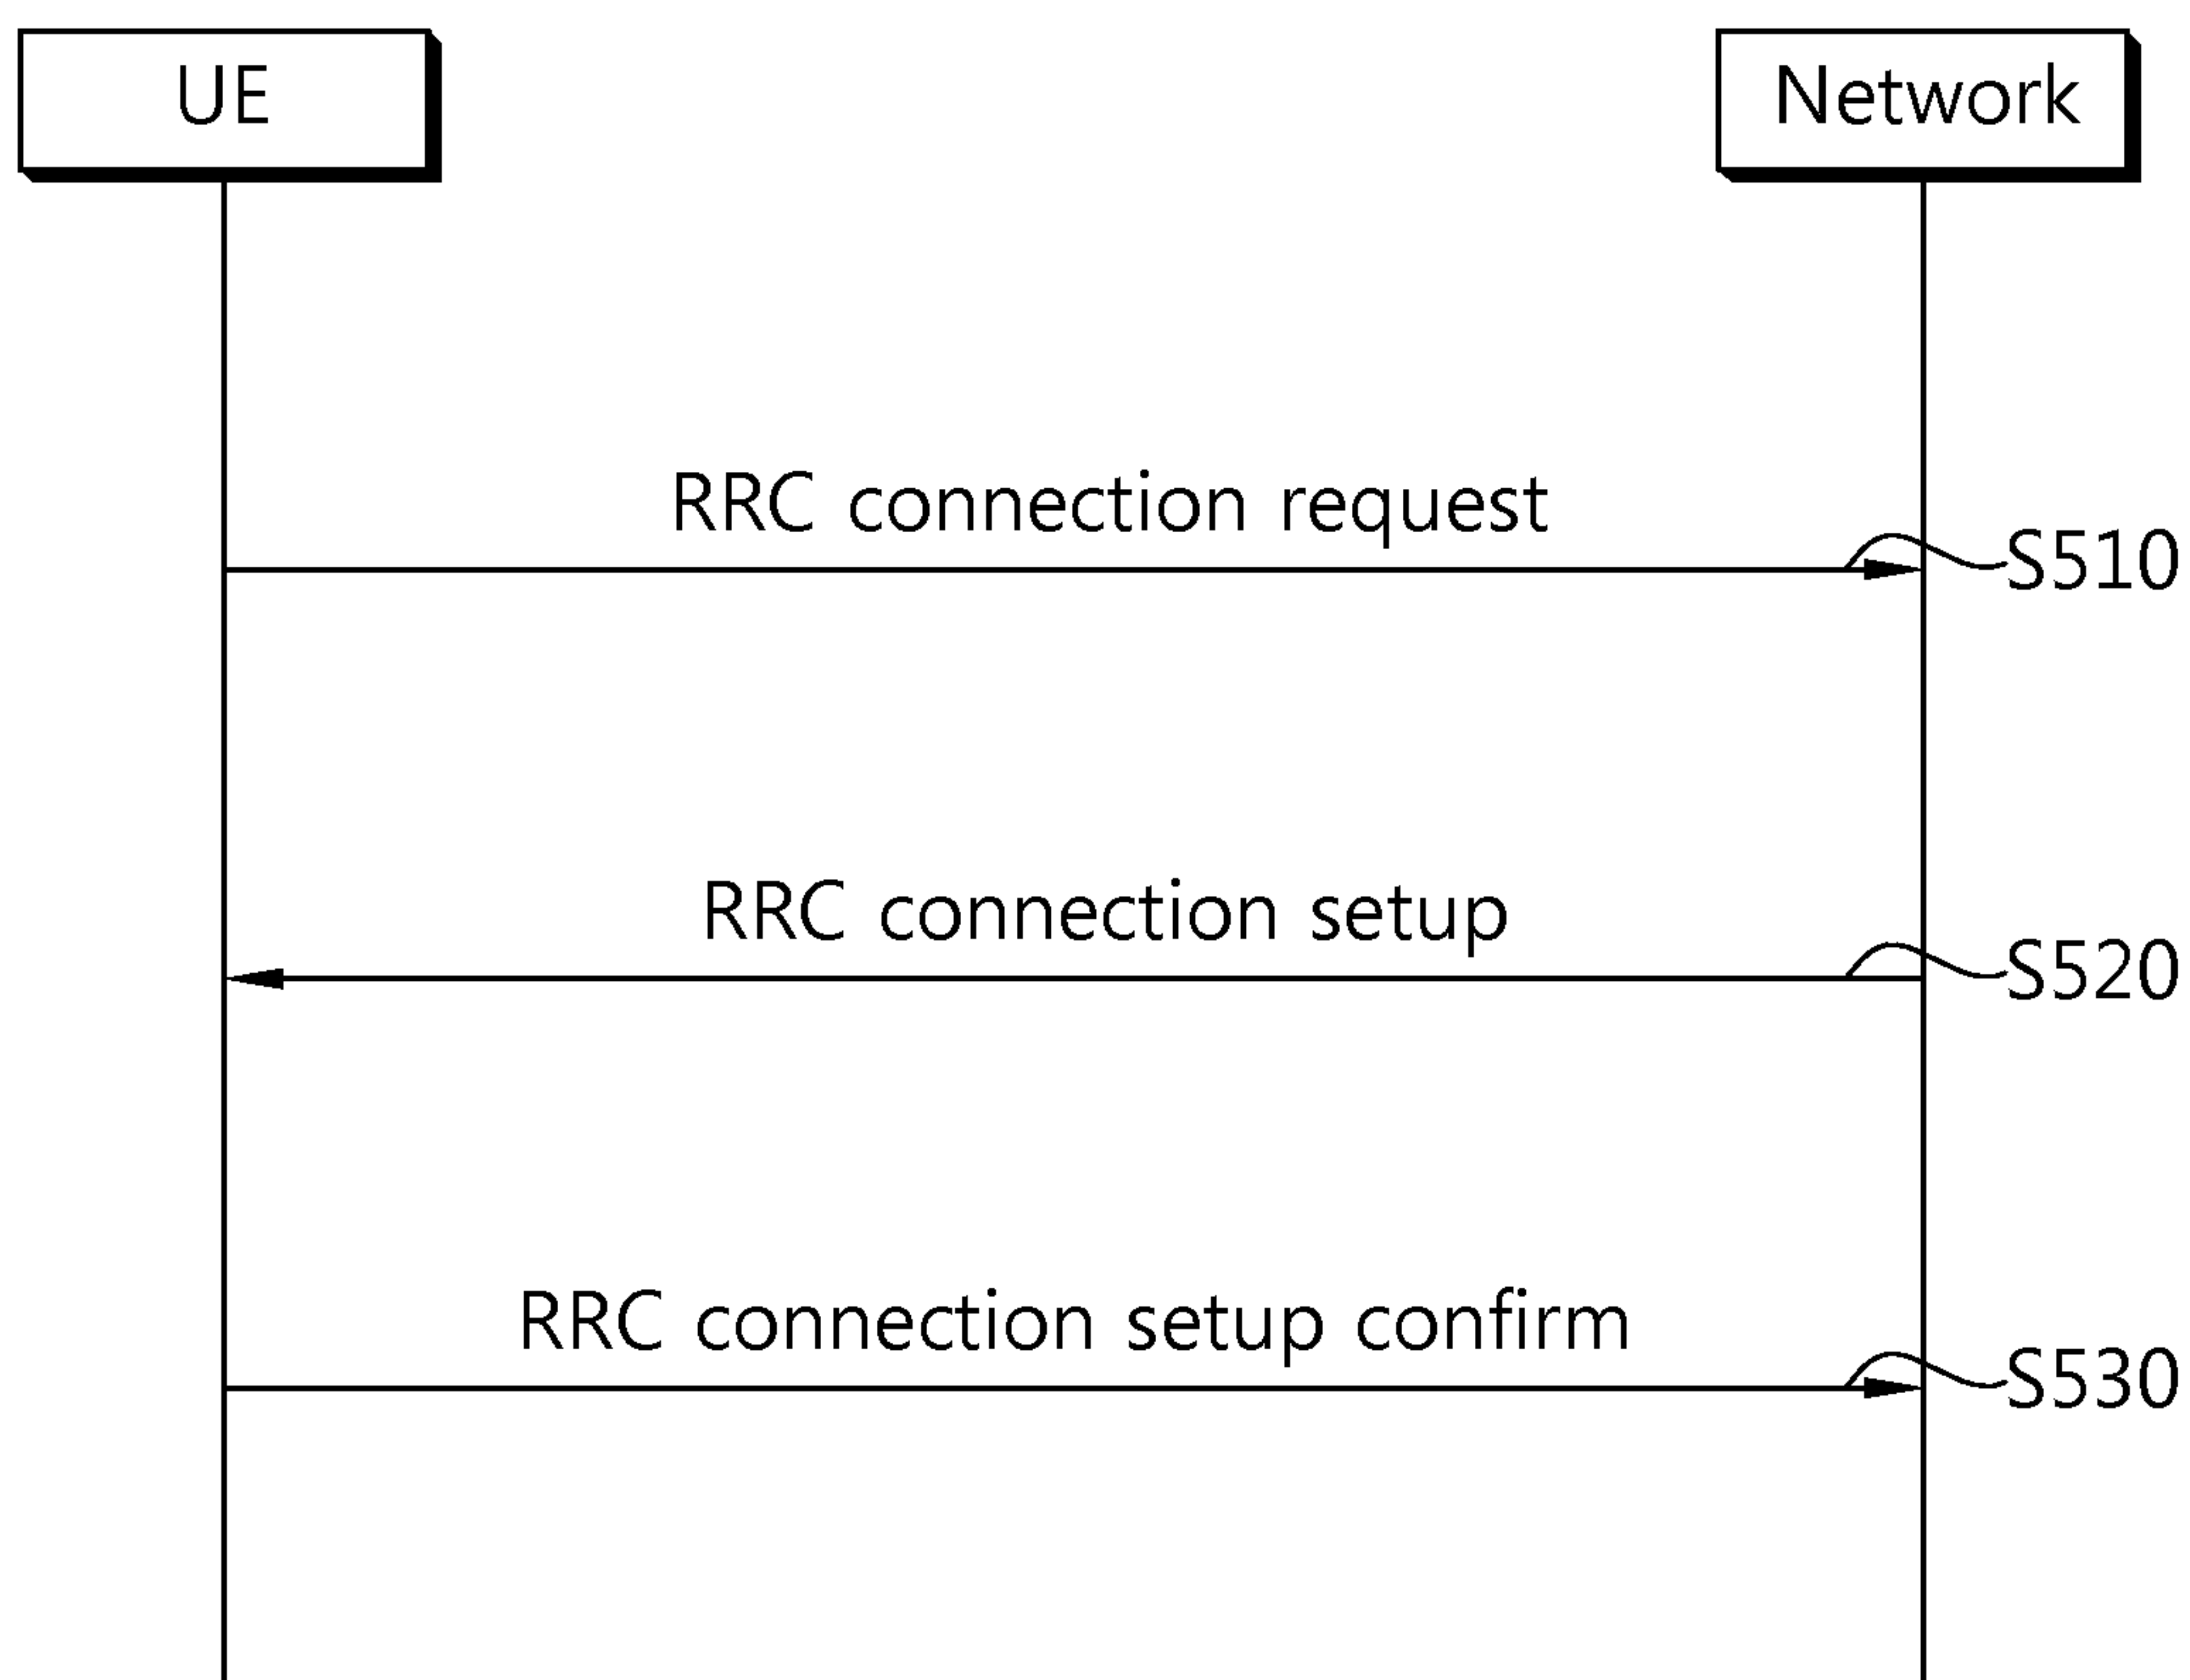 UE
Network
RRC connection request
S510
RRC connection setup
S520
RRC connection setup confirm
S530